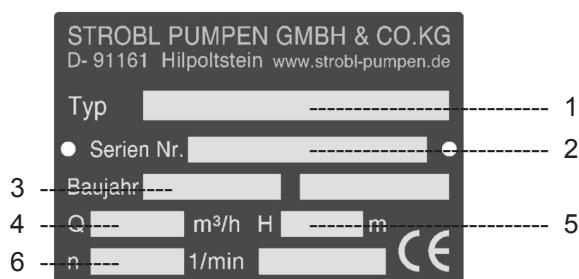 STROBL PUMPEN GMBH & CO.KG
D- 91161 Hilpoltstein www.strobl-pumpen.de
Typ 1
Serien Nr. 2
3 Baujahr
4 Q m³/h H m 5
6 n 1/min CE